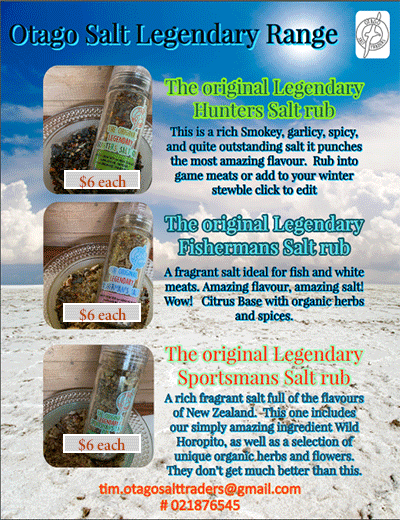 Otago Salt Legendary Range
The original Legendary
Hunters Salt rub
This is a rich Smokey, garlicy, spicy,
and quite outstanding salt it punches
the most amazing flavour.  Rub into
game meats or add to your winter
stewble click to edit
$6 each
The original Legendary
Fishermans Salt rub
A fragrant salt ideal for fish and white
meats. Amazing flavour, amazing salt!
Wow!   Citrus Base with organic herbs
and spices.
$6 each
The original Legendary
Sportsmans Salt rub
A rich fragrant salt full of the flavours
of New Zealand.  This one includes
our simply amazing ingredient Wild
Horopito, as well as a selection of
unique organic herbs and flowers.
They don't get much better than this.
$6 each
tim.otagosalttraders@gmail.com
# 021876545